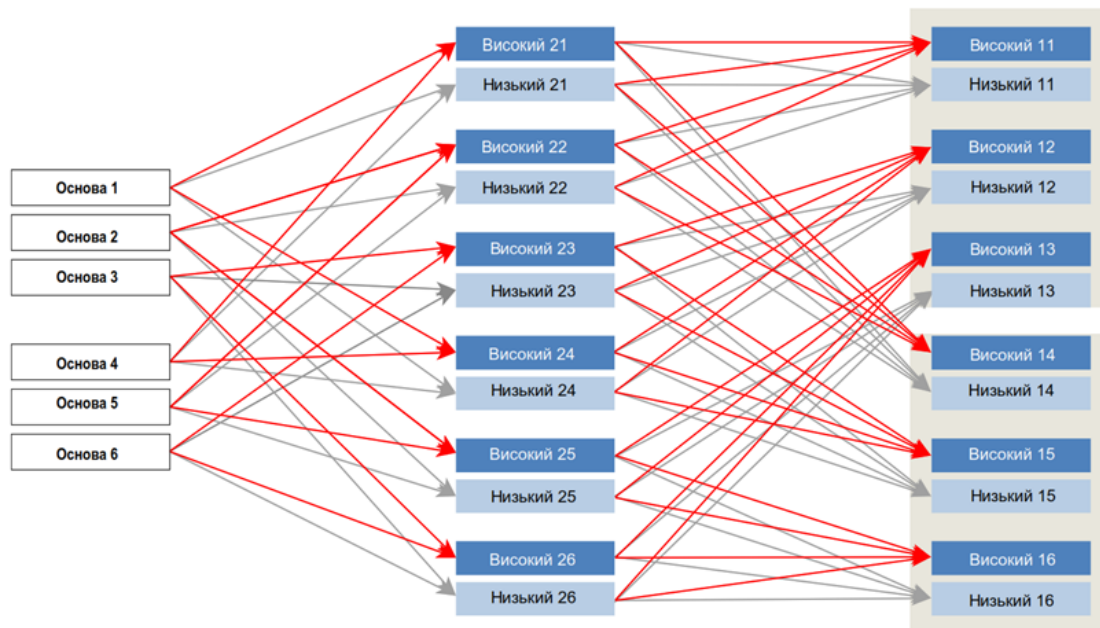 Основа 1
Основа 2
Основа 3
Основа 4
Основа 5
Основа 6
Високий 21
Низький 21
Високий 22
Низький 22
Високий 23
Низький 23
Високий 24
Низький 24
Високий 25
Низький 25
Високий 26
Низький 26
Високий 11
Низький 11
Високий 12
Низький 12
Високий 13
Низький 13
Високий 14
Низький 14
Високий 15
Низький 15
Високий 16
Низький 16